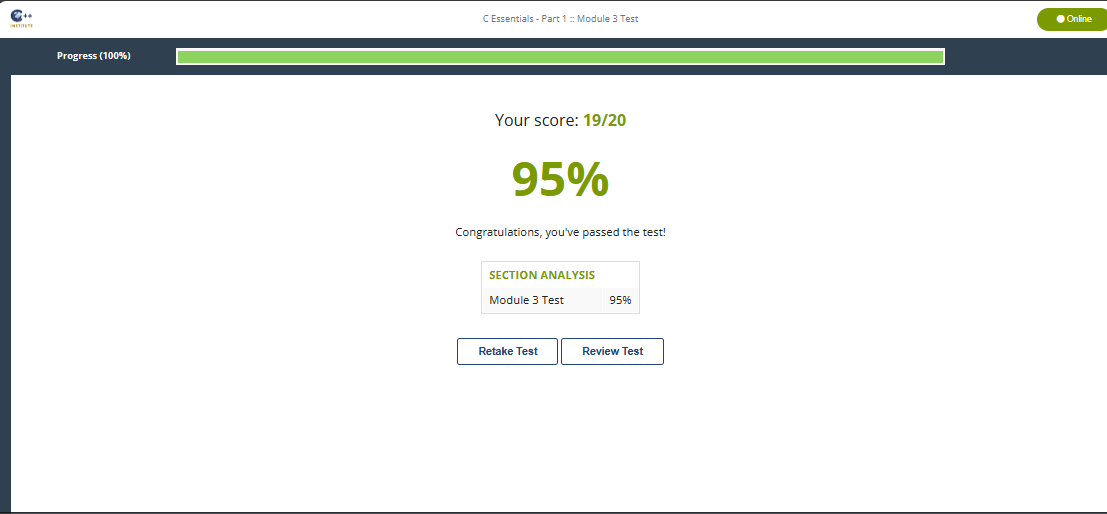 C++
INSTITUTE
C Essentials - Part 1 :: Module 3 Test
Online
Progress (100%)
Your score: 19/20
95%
Congratulations, you've passed the test!
SECTION ANALYSIS
Module 3 Test 95%
Retake Test Review Test